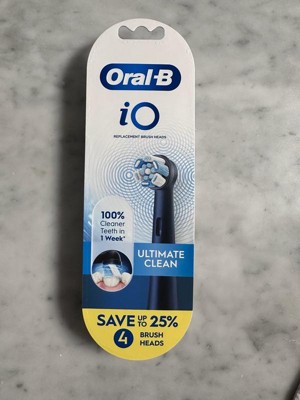 Oral-B
iO
REPLACEMENT BRUSH HEADS
100%
Cleaner
Teeth in
1 Week*
ULTIMATE
CLEAN
SAVE UP TO 25%
4 BRUSH
HEADS